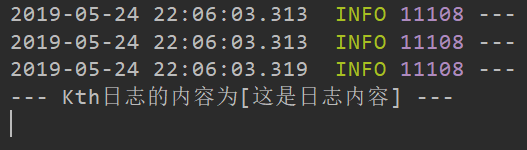 2019-05-24 22:06:03.313  INFO 11108 ---
2019-05-24 22:06:03.313  INFO 11108 ---
2019-05-24 22:06:03.319  INFO 11108 ---
--- Kth日志的内容为[这是日志内容] ---